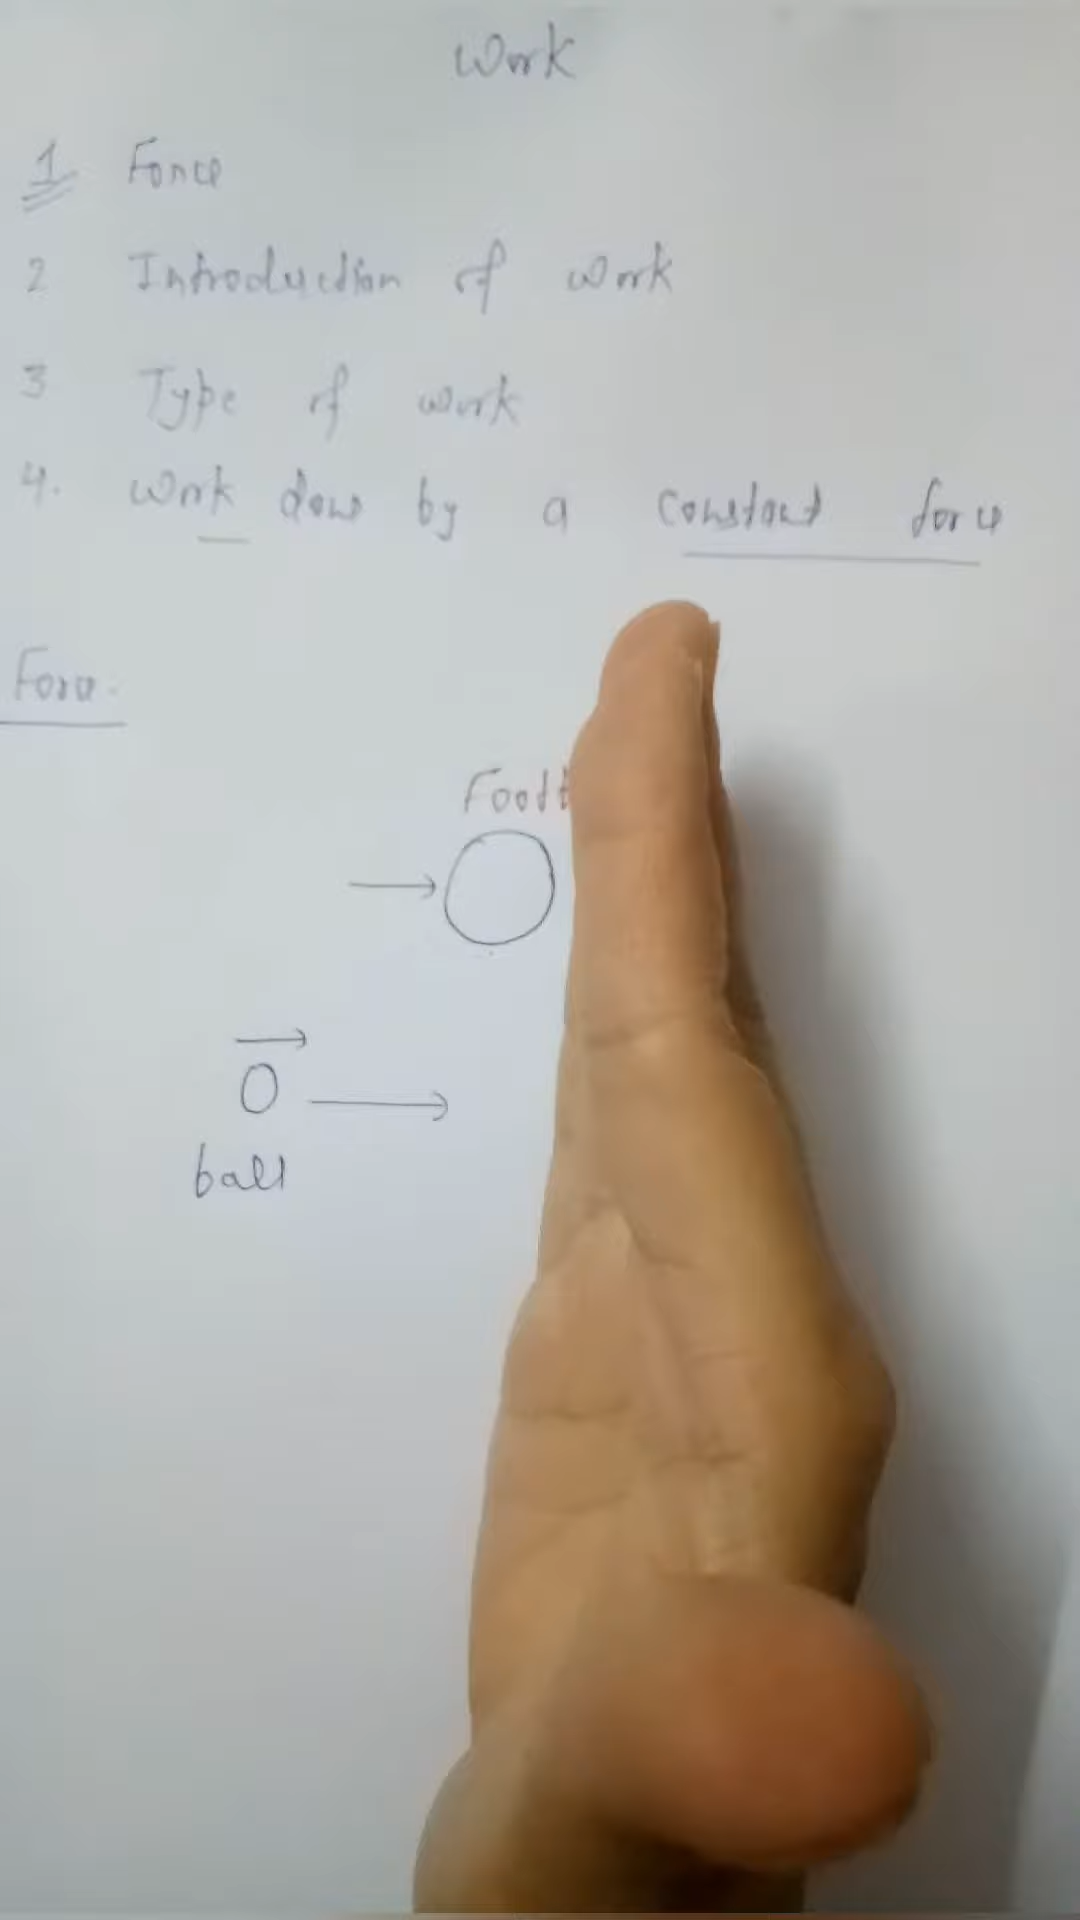 Work
1 Force
2 Introduction of work
3 Type of work
4. Work done by a constant force
Force:
ball